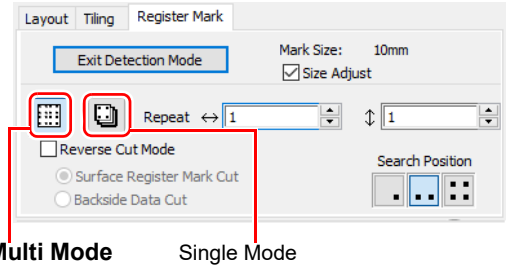 Layout Tiling Register Mark
Exit Detection Mode
Mark Size: 10mm
Size Adjust
Repeat ↔ 1 ↕ 1
Reverse Cut Mode
Surface Register Mark Cut
Backside Data Cut
Search Position
Multi Mode Single Mode